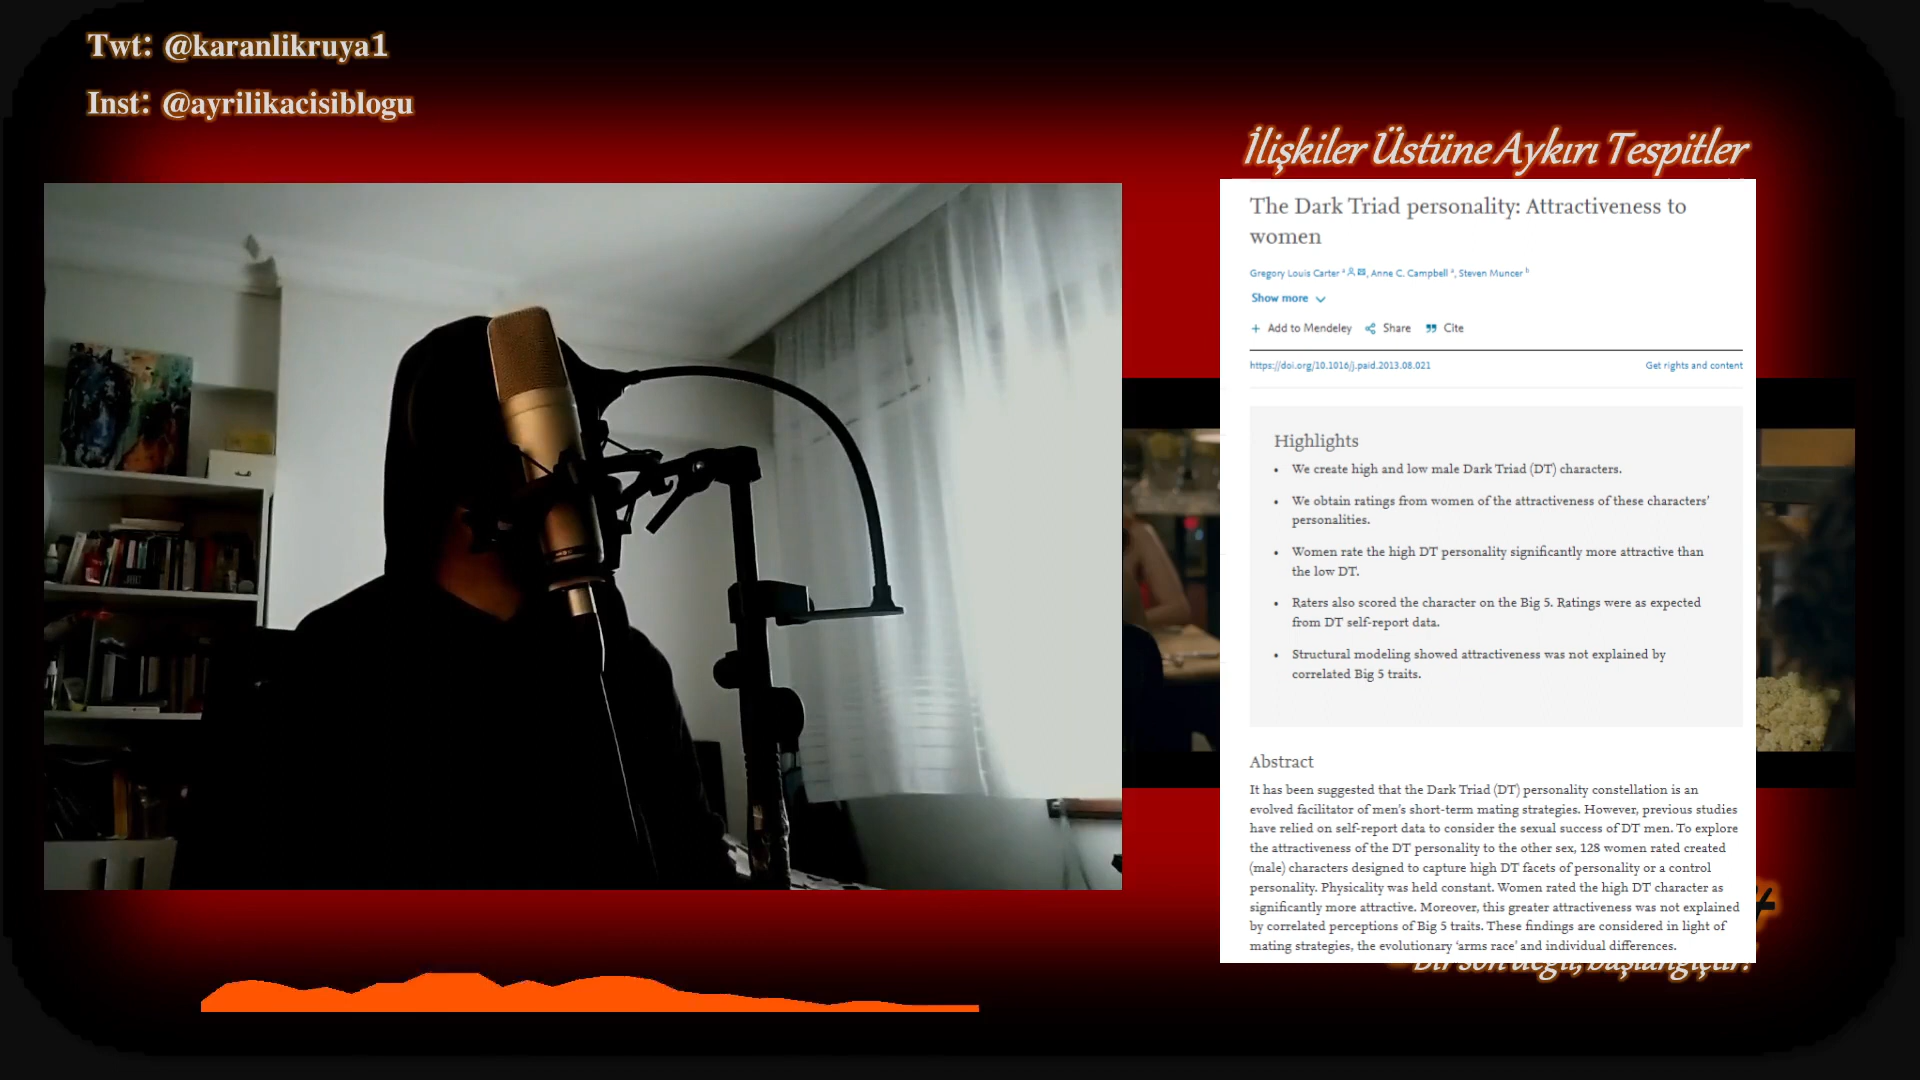 Twt: @karanlikruya1
Inst: @ayrilikacisiblogu
İlişkiler Üstüne Aykırı Tespitler
The Dark Triad personality: Attractiveness to
women
Gregory Louis Carter a, Anne C. Campbell a, Steven Muncer b
Show more
+ Add to Mendeley Share Cite
https://doi.org/10.1016/j.paid.2013.08.021 Get rights and content
Highlights
• We create high and low male Dark Triad (DT) characters.
• We obtain ratings from women of the attractiveness of these characters'
personalities.
• Women rate the high DT personality significantly more attractive than
the low DT.
• Raters also scored the character on the Big 5. Ratings were as expected
from DT self-report data.
• Structural modeling showed attractiveness was not explained by
correlated Big 5 traits.
Abstract
It has been suggested that the Dark Triad (DT) personality constellation is an
evolved facilitator of men's short-term mating strategies. However, previous studies
have relied on self-report data to consider the sexual success of DT men. To explore
the attractiveness of the DT personality to the other sex, 128 women rated created
(male) characters designed to capture high DT facets of personality or a control
personality. Physicality was held constant. Women rated the high DT character as
significantly more attractive. Moreover, this greater attractiveness was not explained
by correlated perceptions of Big 5 traits. These findings are considered in light of
mating strategies, the evolutionary 'arms race' and individual differences.
Bir son değil, başlangıçtır.